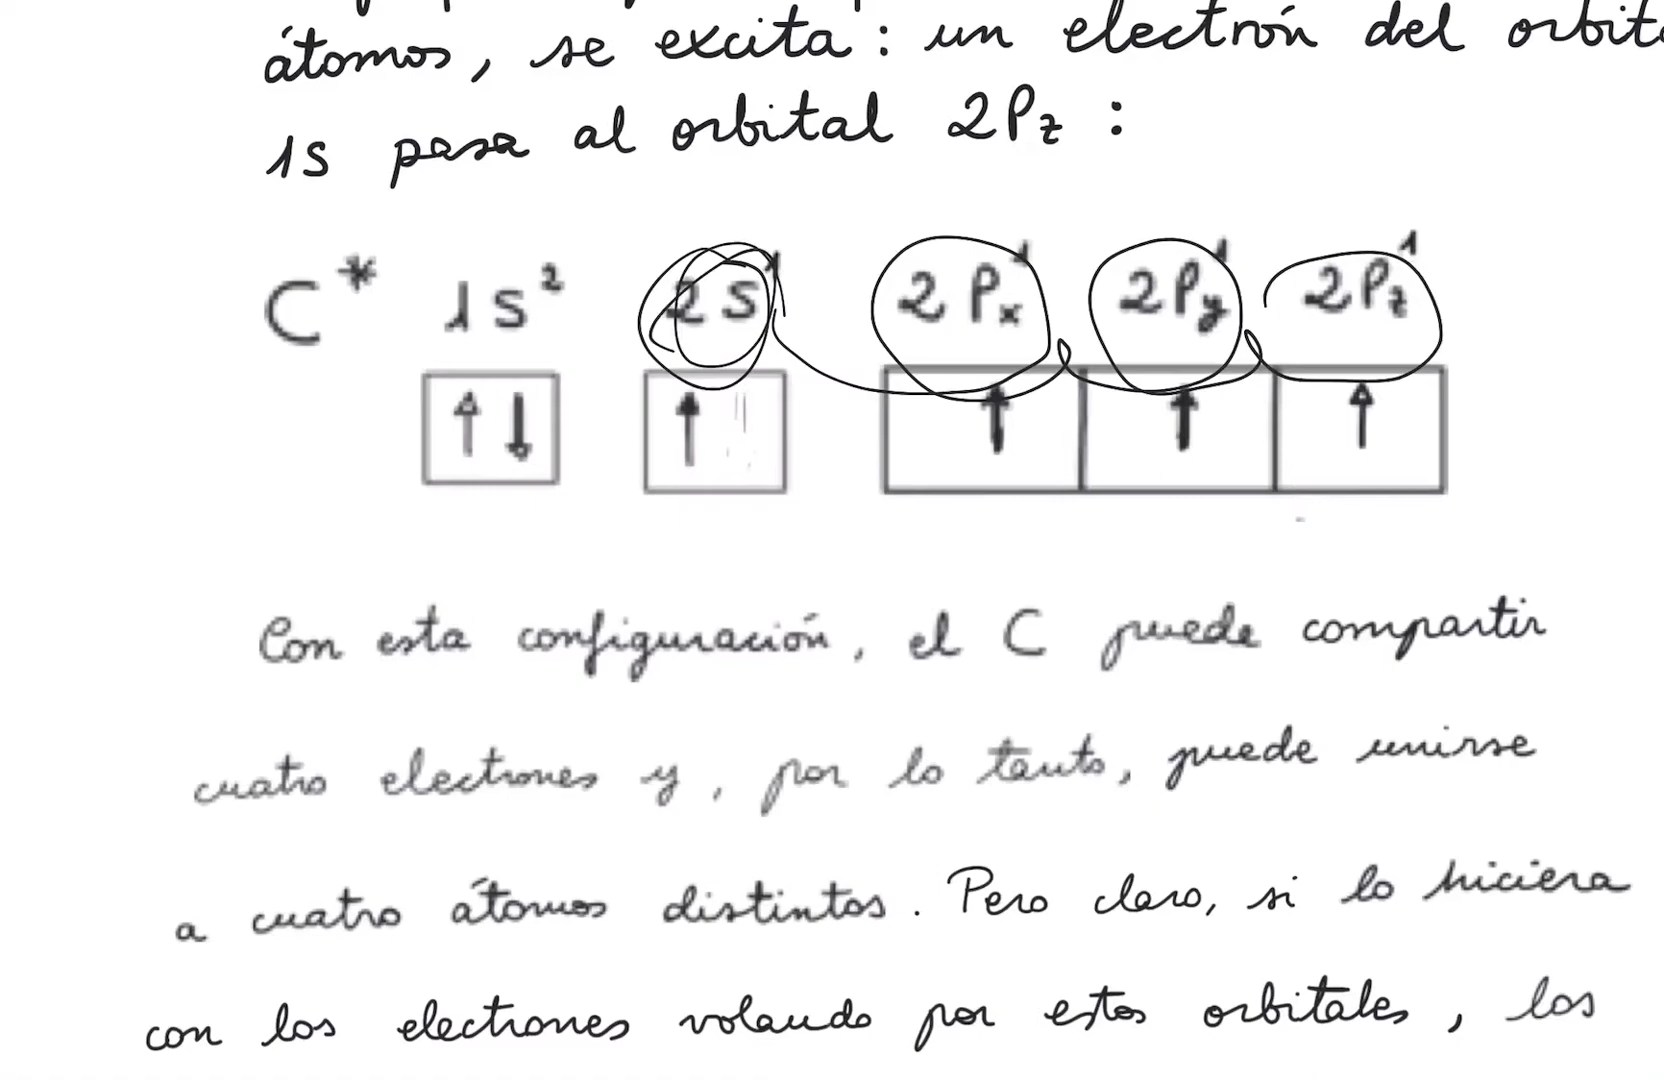 átomos, se excita: un electrón del
1s pasa al orbital 2Pz:
C* 1s² 2s¹ 2Px¹ 2Py¹ 2Pz¹
Con esta configuración, el C puede compartir
cuatro electrones y, por lo tanto, puede unirse
a cuatro átomos distintos. Pero claro, si lo hiciera
con los electrones volando por estos orbitales, los